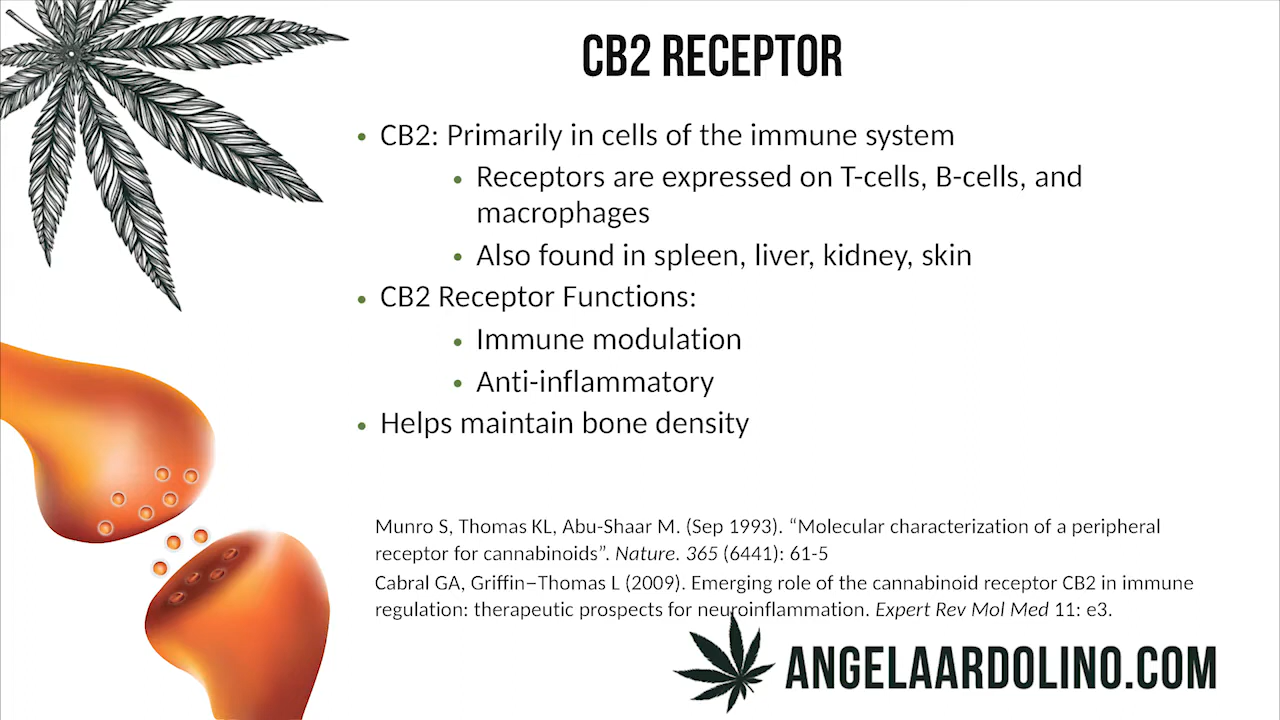 CB2 RECEPTOR
• CB2: Primarily in cells of the immune system
• Receptors are expressed on T-cells, B-cells, and
macrophages
• Also found in spleen, liver, kidney, skin
• CB2 Receptor Functions:
• Immune modulation
• Anti-inflammatory
• Helps maintain bone density
Munro S, Thomas KL, Abu-Shaar M. (Sep 1993). “Molecular characterization of a peripheral
receptor for cannabinoids”. Nature. 365 (6441): 61-5
Cabral GA, Griffin–Thomas L (2009). Emerging role of the cannabinoid receptor CB2 in immune
regulation: therapeutic prospects for neuroinflammation. Expert Rev Mol Med 11: e3.
ANGELAARDOLINO.COM